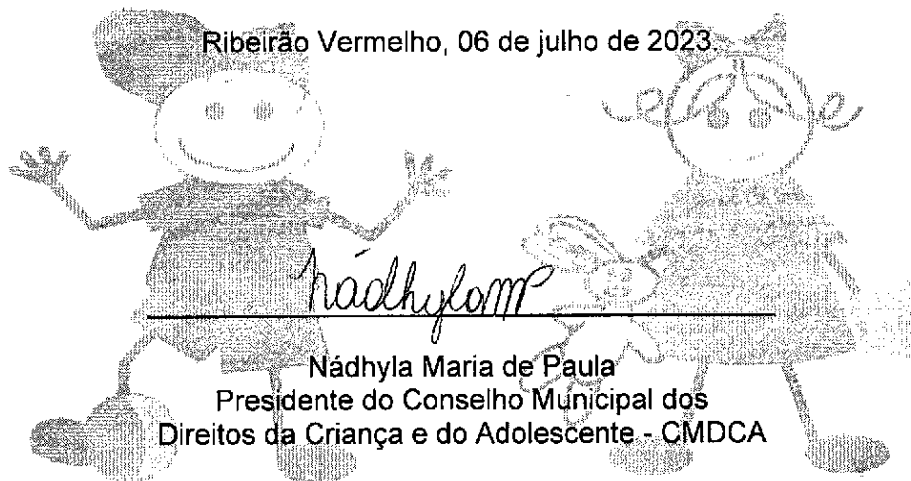 Ribeirão Vermelho, 06 de julho de 2023.
NádhylaMP
Nádhyla Maria de Paula
Presidente do Conselho Municipal dos
Direitos da Criança e do Adolescente - CMDCA